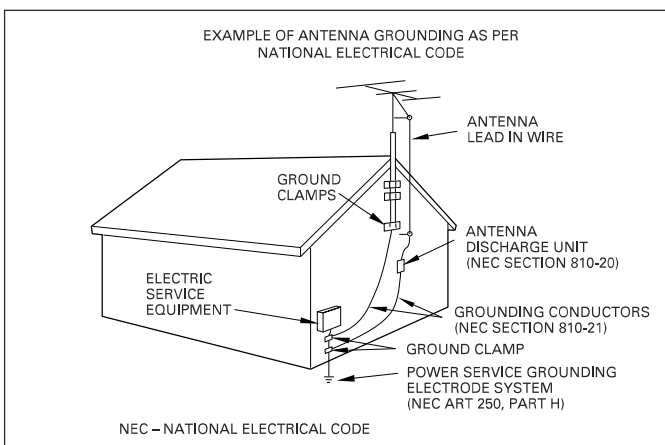 EXAMPLE OF ANTENNA GROUNDING AS PER
NATIONAL ELECTRICAL CODE
ANTENNA
LEAD IN WIRE
GROUND
CLAMPS
ANTENNA
DISCHARGE UNIT
(NEC SECTION 810-20)
ELECTRIC
SERVICE
EQUIPMENT
GROUNDING CONDUCTORS
(NEC SECTION 810-21)
GROUND CLAMP
POWER SERVICE GROUNDING
ELECTRODE SYSTEM
(NEC ART 250, PART H)
NEC – NATIONAL ELECTRICAL CODE